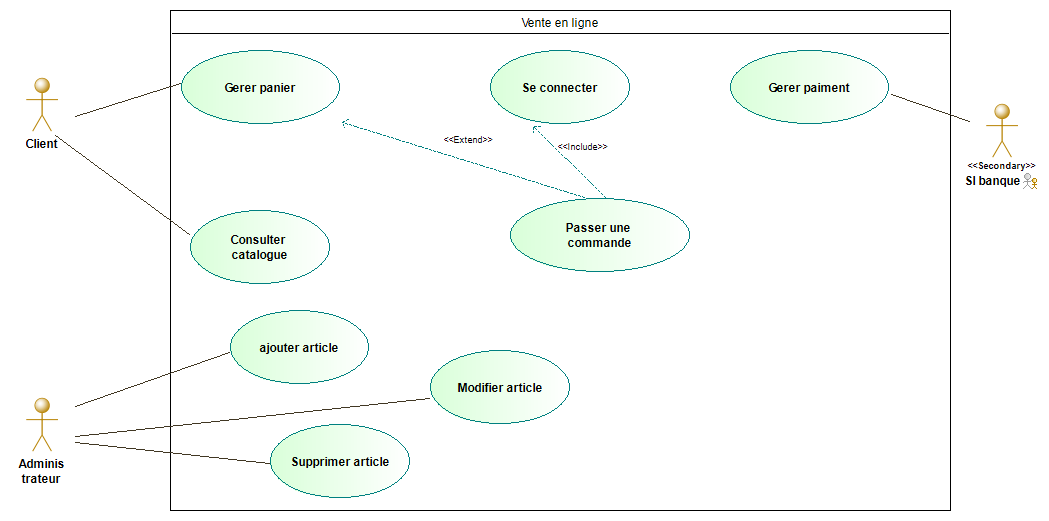 Vente en ligne
Gerer panier
Se connecter
Gerer paiment
Client
<<Extend>>
<<Include>>
<<Secondary>>
SI banque
Passer une
commande
Consulter
catalogue
ajouter article
Modifier article
Adminis
trateur
Supprimer article